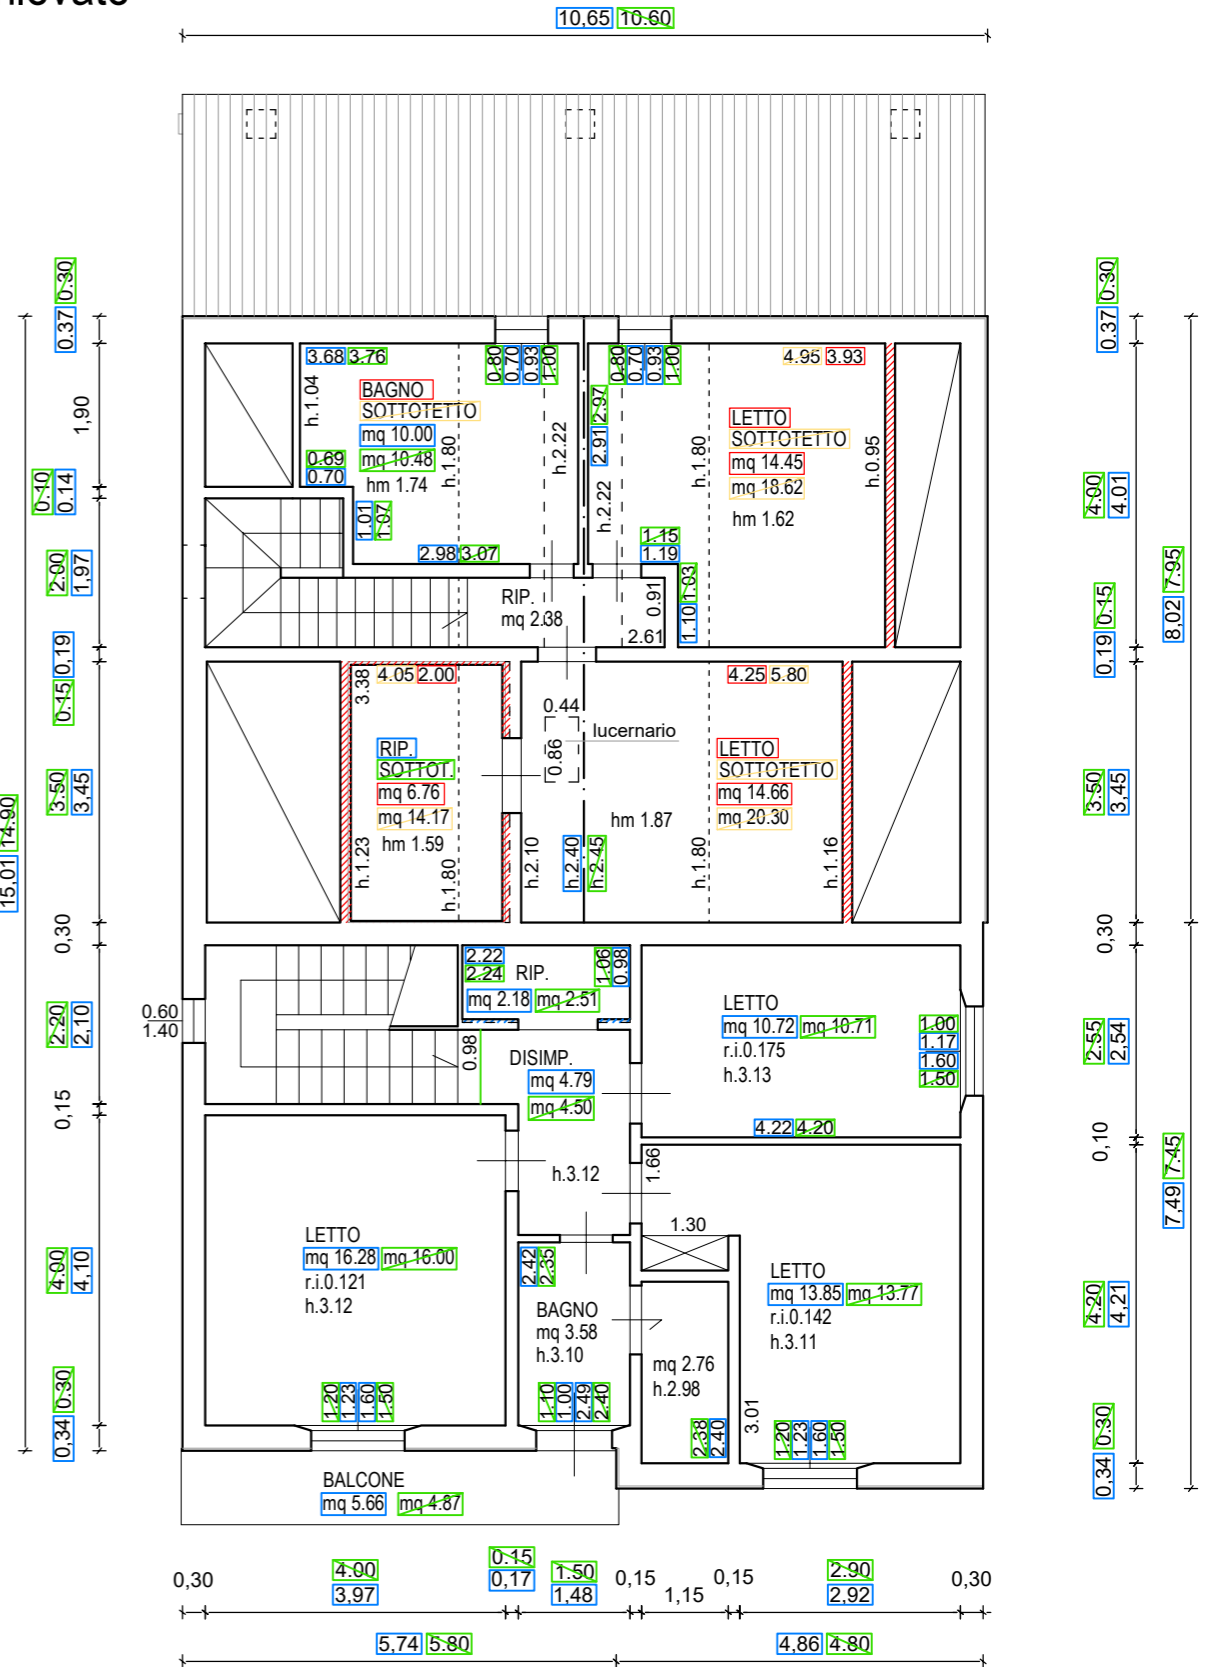 10,65 10.60
0.37 0.30
0.37 0.30
3.68 3.76
0.80 0.70 0.93 1.00
0.80 0.70 0.93 1.00
4.95 3.93
h.1.04
BAGNO
SOTTOTETTO
mq 10.00
mq 10.48
hm 1.74
h.1.80
h.2.22
2.91 2.97
h.2.22
h.1.80
LETTO
SOTTOTETTO
mq 14.45
mq 18.62
hm 1.62
h.0.95
1,90
0.69
0.70
0.10
0.14
1.01
1.07
2.98 3.07
1.15
1.19
4.00
4.01
2.00
1,97
RIP.
mq 2.38
0.91
2.61
1.10 1.03
0,19 0.15
8,02 7.95
0.15 0,19
3.38
4.05 2.00
4.25 5.80
0.44
0.86
lucernario
RIP.
SOTTOT.
mq 6.76
mq 14.17
hm 1.59
h.1.23
h.1.80
h.2.10
h.2.40
h.2.45
hm 1.87
h.1.80
LETTO
SOTTOTETTO
mq 14.66
mq 20.30
h.1.16
3.50
3.45
3.50
3.45
15,01 14.90
0,30
0,30
2.22
2.24
RIP.
1.06
0.98
mq 2.18 mq 2.51
0.60
1.40
2.20
2,10
0.98
DISIMP.
mq 4.79
mq 4.50
LETTO
mq 10.72 mq 10.71
r.i.0.175
h.3.13
1.00
1.17
1.60
1.50
2.55
2,54
4.22 4.20
0,15
0,10
h.3.12
1.66
1.30
7,49 7.45
LETTO
mq 16.28 mq 16.00
r.i.0.121
h.3.12
2.42
2.35
BAGNO
mq 3.58
h.3.10
mq 2.76
h.2.98
LETTO
mq 13.85 mq 13.77
r.i.0.142
h.3.11
4.00
4,10
4.20
4,21
1.20 1.23 1.60 1.50
1.10 1.00 2.49 2.40
2.38
2.40
3.01
1.20 1.23 1.60 1.50
0,34 0.30
0,34 0.30
BALCONE
mq 5.66 mq 4.87
0,30
4.00
3,97
0.15
0,17
1.50
1,48
0,15
1,15
0,15
2.90
2,92
0,30
5,74 5.80
4,86 4.80